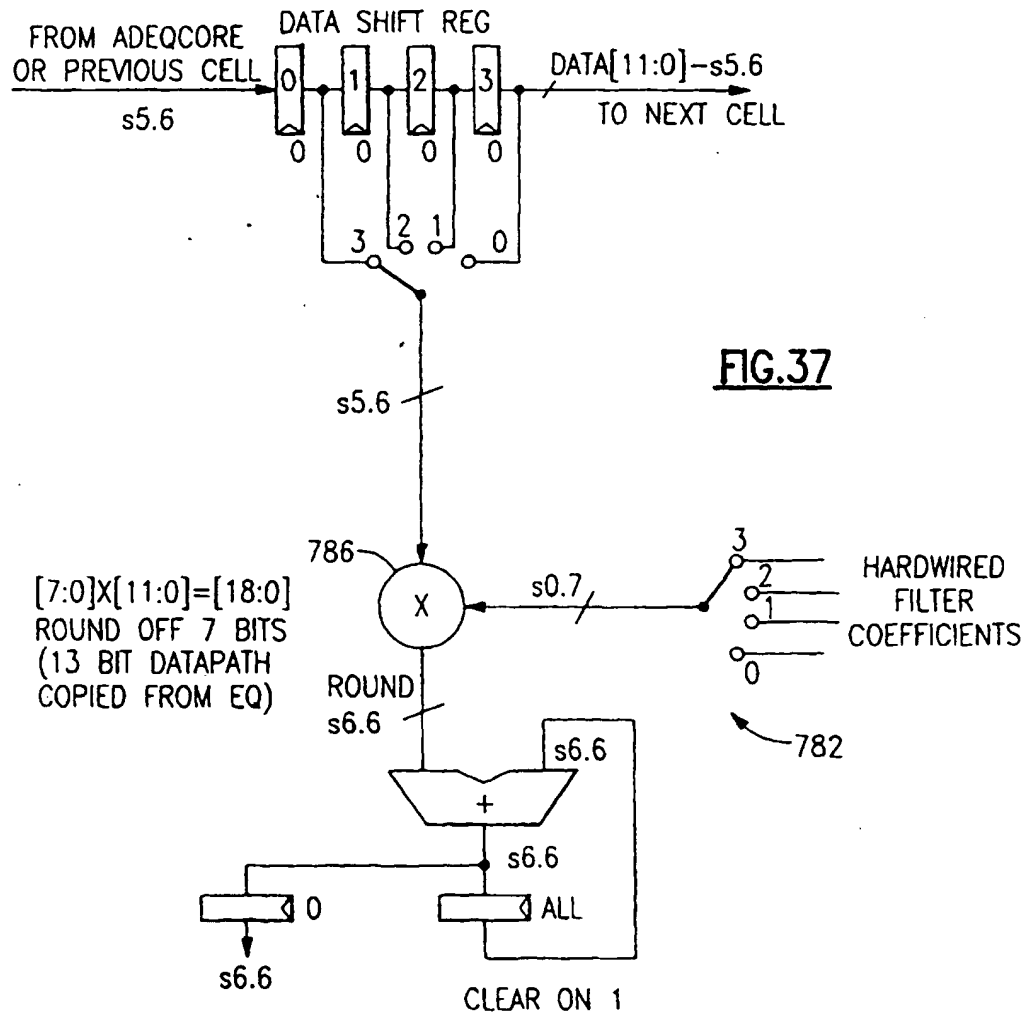 DATA SHIFT REG
FROM ADEQCORE
OR PREVIOUS CELL
s5.6
0
1
2
3
DATA[11:0]-s5.6
TO NEXT CELL
0
0
0
0
3
2
1
0
FIG.37
s5.6
786
X
s0.7
3
2
1
0
HARDWIRED
FILTER
COEFFICIENTS
782
[7:0]X[11:0]=[18:0]
ROUND OFF 7 BITS
(13 BIT DATAPATH
COPIED FROM EQ)
ROUND
s6.6
s6.6
+
s6.6
0
ALL
s6.6
CLEAR ON 1